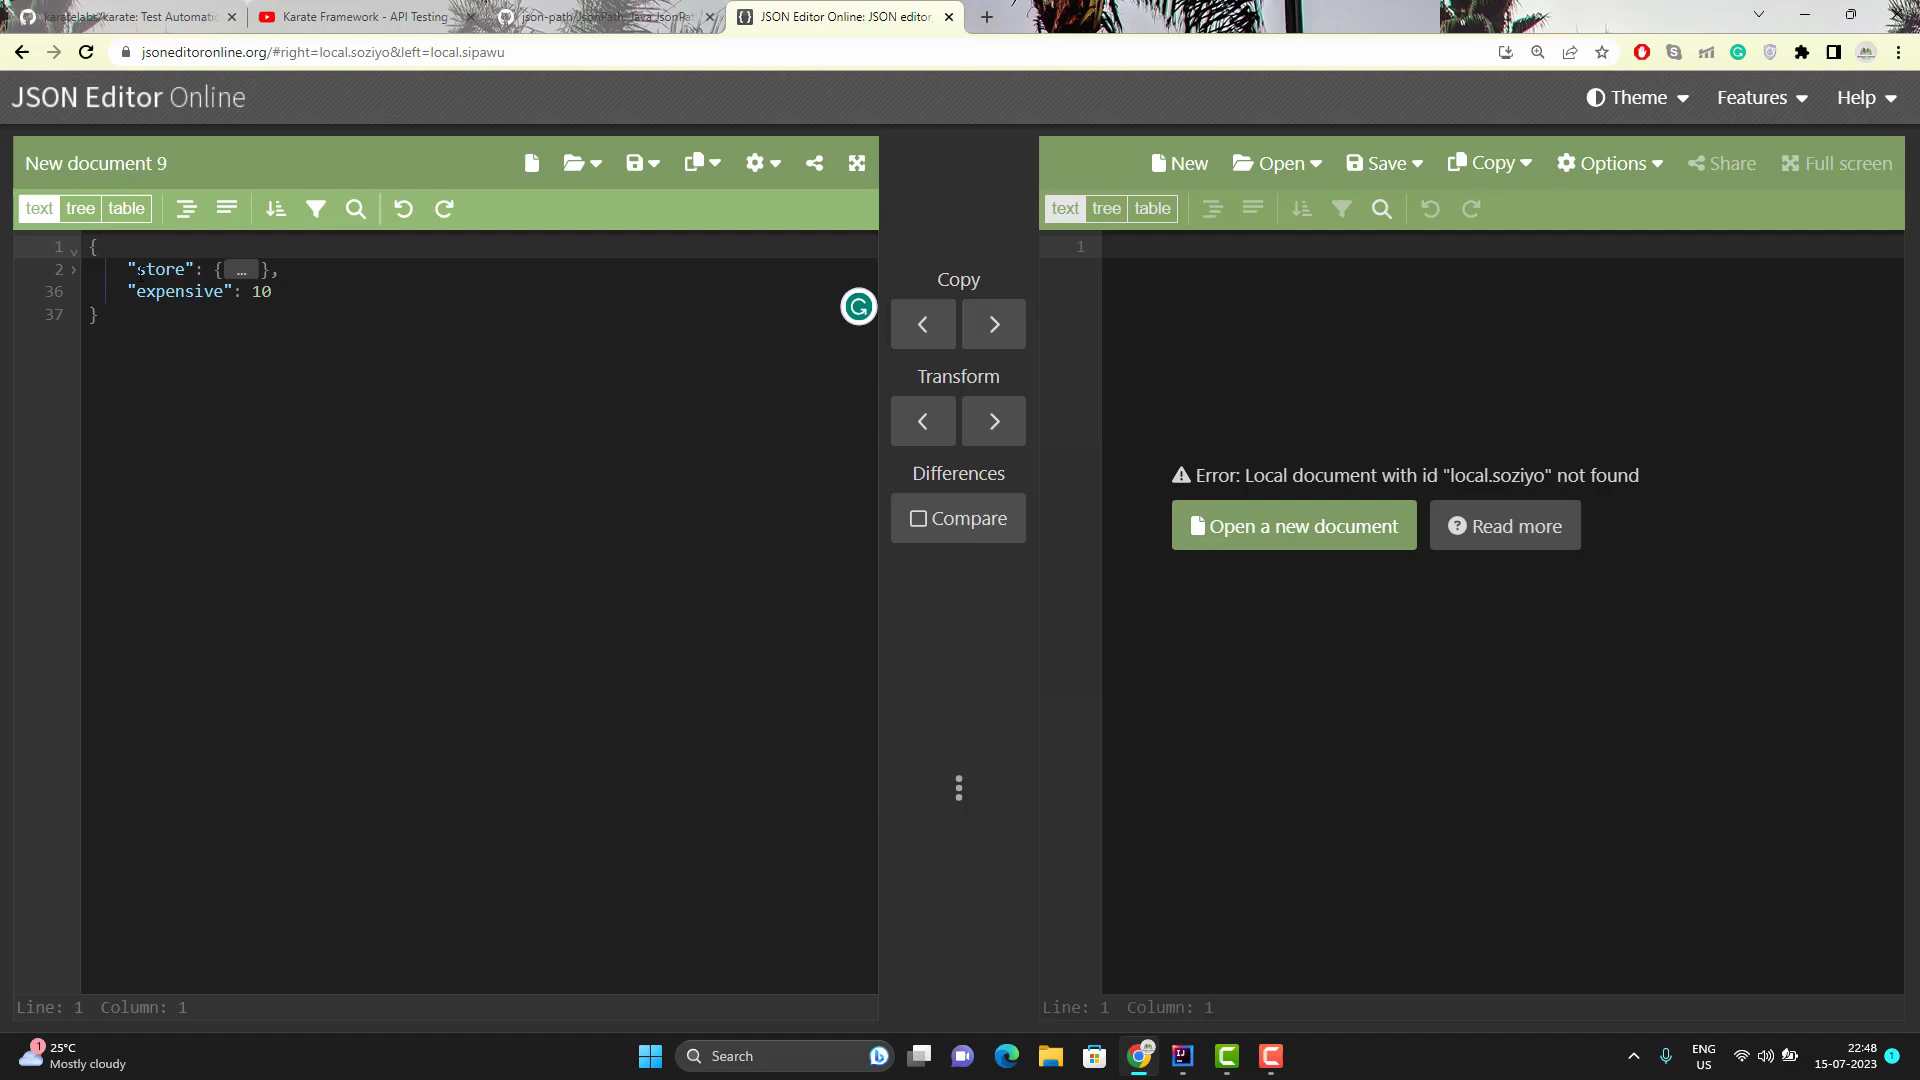 karatelabs/karate: Test Automatic
Karate Framework - API Testing
json-path/JsonPath: Java JsonPat
JSON Editor Online: JSON editor,
jsoneditoronline.org/#right=local.soziyo&left=local.sipawu
JSON Editor Online
Theme
Features
Help
New document 9
New
Open
Save
Copy
Options
Share
Full screen
text
tree
table
text
tree
table
1
{
2
"store": { … },
36
"expensive": 10
37
}
1
Copy
Transform
Differences
Compare
Error: Local document with id "local.soziyo" not found
Open a new document
Read more
Line: 1 Column: 1
Line: 1 Column: 1
1
25°C
Mostly cloudy
Search
ENG
US
22:48
15-07-2023
1